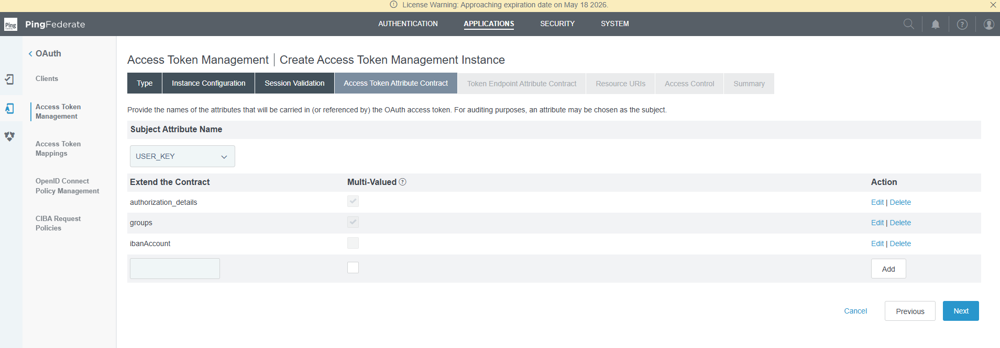 License Warning: Approaching expiration date on May 18 2026.
Ping
PingFederate
AUTHENTICATION
APPLICATIONS
SECURITY
SYSTEM
OAuth
Clients
Access Token
Management
Access Token
Mappings
OpenID Connect
Policy Management
CIBA Request
Policies
Access Token Management | Create Access Token Management Instance
Type
Instance Configuration
Session Validation
Access Token Attribute Contract
Token Endpoint Attribute Contract
Resource URIs
Access Control
Summary
Provide the names of the attributes that will be carried in (or referenced by) the OAuth access token. For auditing purposes, an attribute may be chosen as the subject.
Subject Attribute Name
USER_KEY
Extend the Contract
Multi-Valued ?
Action
authorization_details
Edit | Delete
groups
Edit | Delete
ibanAccount
Edit | Delete
Add
Cancel
Previous
Next